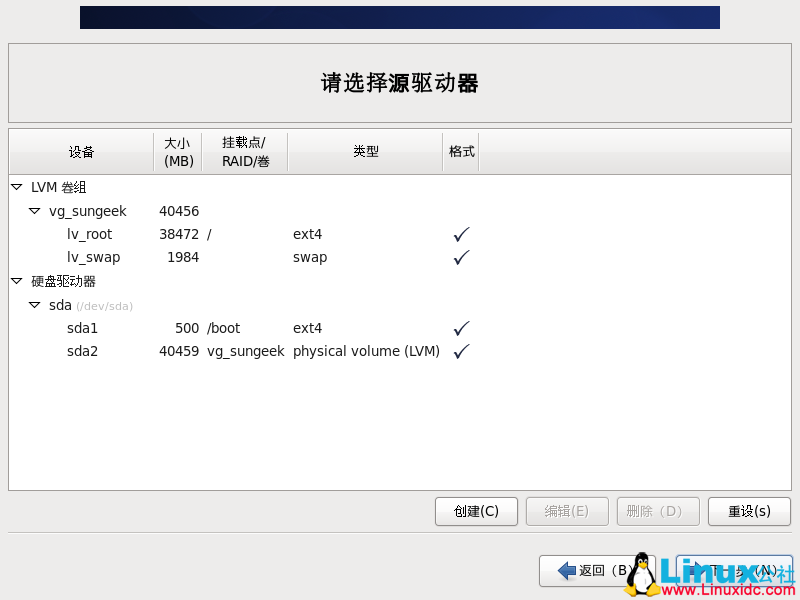 请选择源驱动器
设备 大小 (MB) 挂载点/ RAID/卷 类型 格式
LVM 卷组
vg_sungeek 40456
lv_root 38472 / ext4
lv_swap 1984 swap
硬盘驱动器
sda (/dev/sda)
sda1 500 /boot ext4
sda2 40459 vg_sungeek physical volume (LVM)
创建(C) 编辑(E) 删除（D） 重设(s)
返回（B） 下一步（N）
Linux公社
www.Linuxidc.com